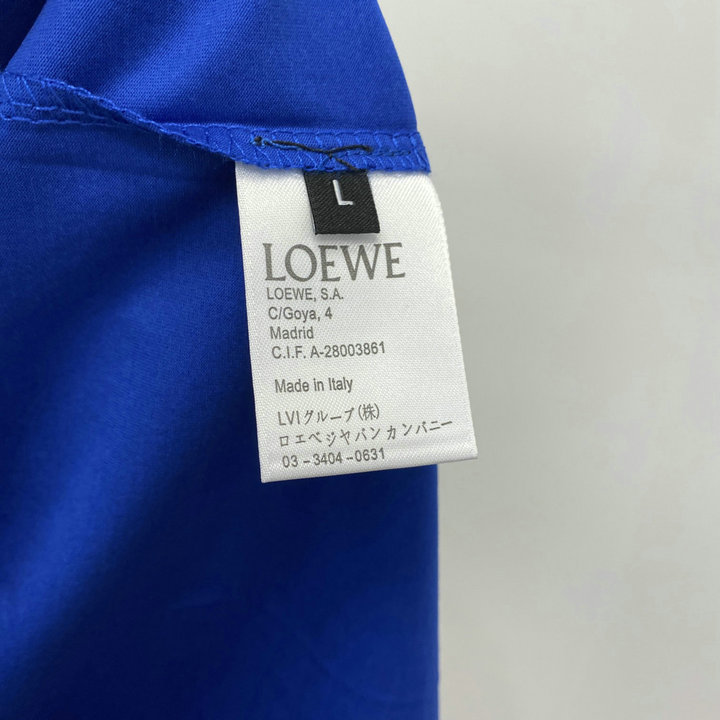 L
LOEWE
LOEWE, S.A.
C/Goya, 4
Madrid
C.I.F. A-28003861
Made in Italy
LVIグループ(株)
ロエベジヤパンカンパニー
03-3404-0631